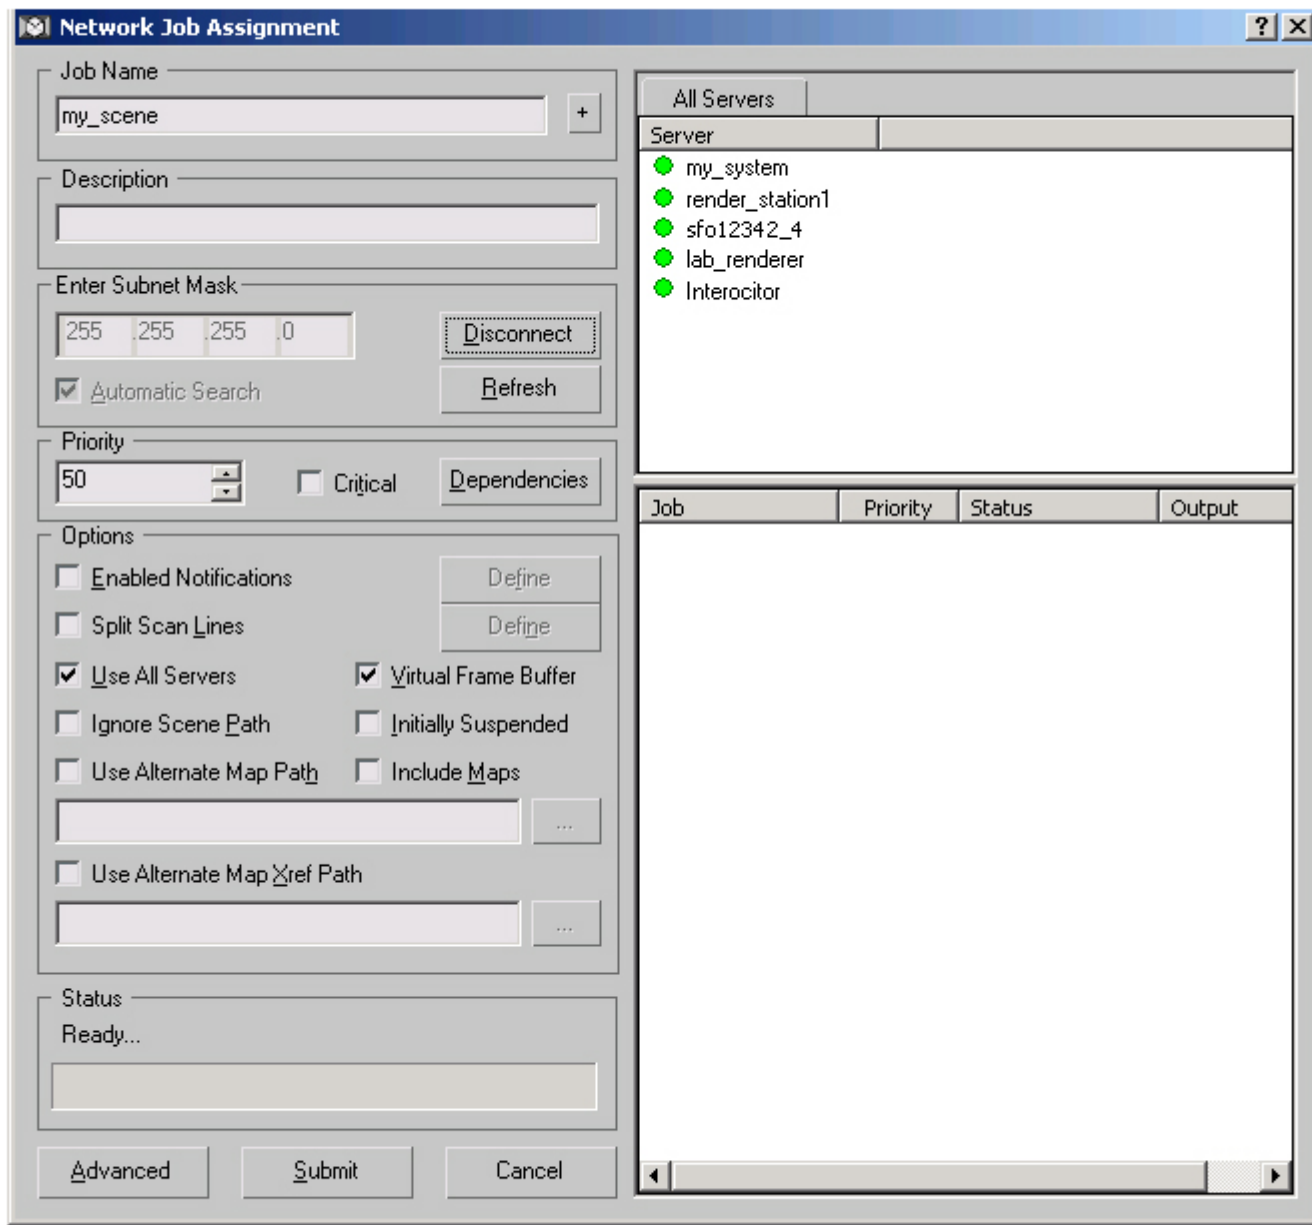 Network Job Assignment
Job Name
my_scene
+
Description
Enter Subnet Mask
255 .255 .255 .0
Disconnect
Automatic Search
Refresh
Priority
50
Critical
Dependencies
Options
Enabled Notifications
Define
Split Scan Lines
Define
Use All Servers
Virtual Frame Buffer
Ignore Scene Path
Initially Suspended
Use Alternate Map Path
Include Maps
...
Use Alternate Map Xref Path
...
Status
Ready...
Advanced
Submit
Cancel
All Servers
Server
my_system
render_station1
sfo12342_4
lab_renderer
Interocitor
Job Priority Status Output